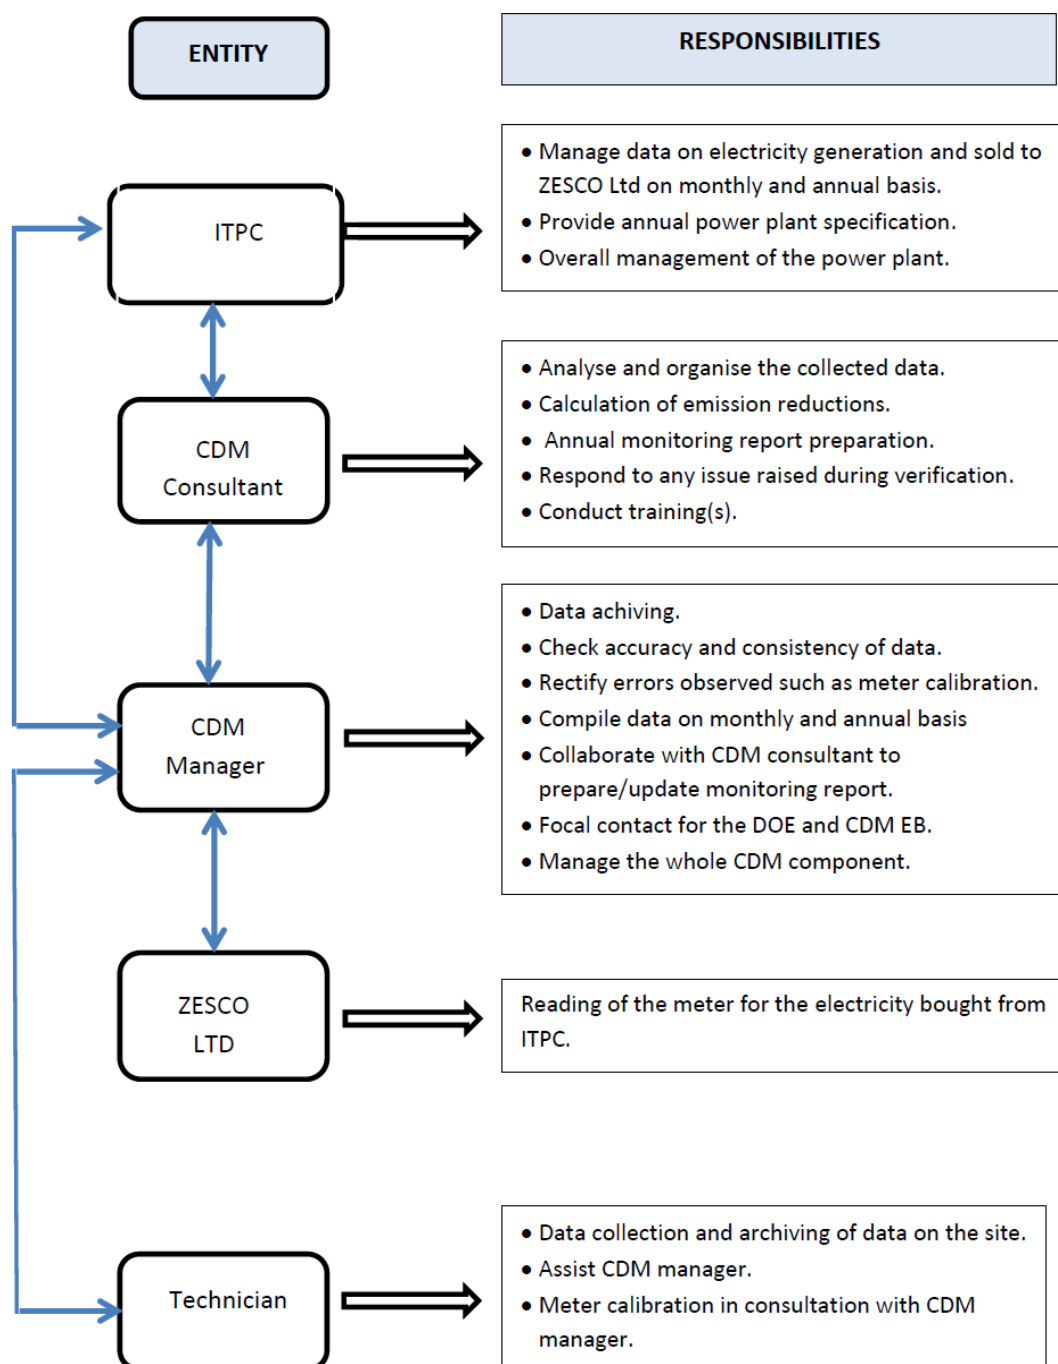 ENTITY
RESPONSIBILITIES
ITPC
• Manage data on electricity generation and sold to
ZESCO Ltd on monthly and annual basis.
• Provide annual power plant specification.
• Overall management of the power plant.
CDM
Consultant
• Analyse and organise the collected data.
• Calculation of emission reductions.
• Annual monitoring report preparation.
• Respond to any issue raised during verification.
• Conduct training(s).
CDM
Manager
• Data achiving.
• Check accuracy and consistency of data.
• Rectify errors observed such as meter calibration.
• Compile data on monthly and annual basis
• Collaborate with CDM consultant to
prepare/update monitoring report.
• Focal contact for the DOE and CDM EB.
• Manage the whole CDM component.
ZESCO
LTD
Reading of the meter for the electricity bought from
ITPC.
Technician
• Data collection and archiving of data on the site.
• Assist CDM manager.
• Meter calibration in consultation with CDM
manager.